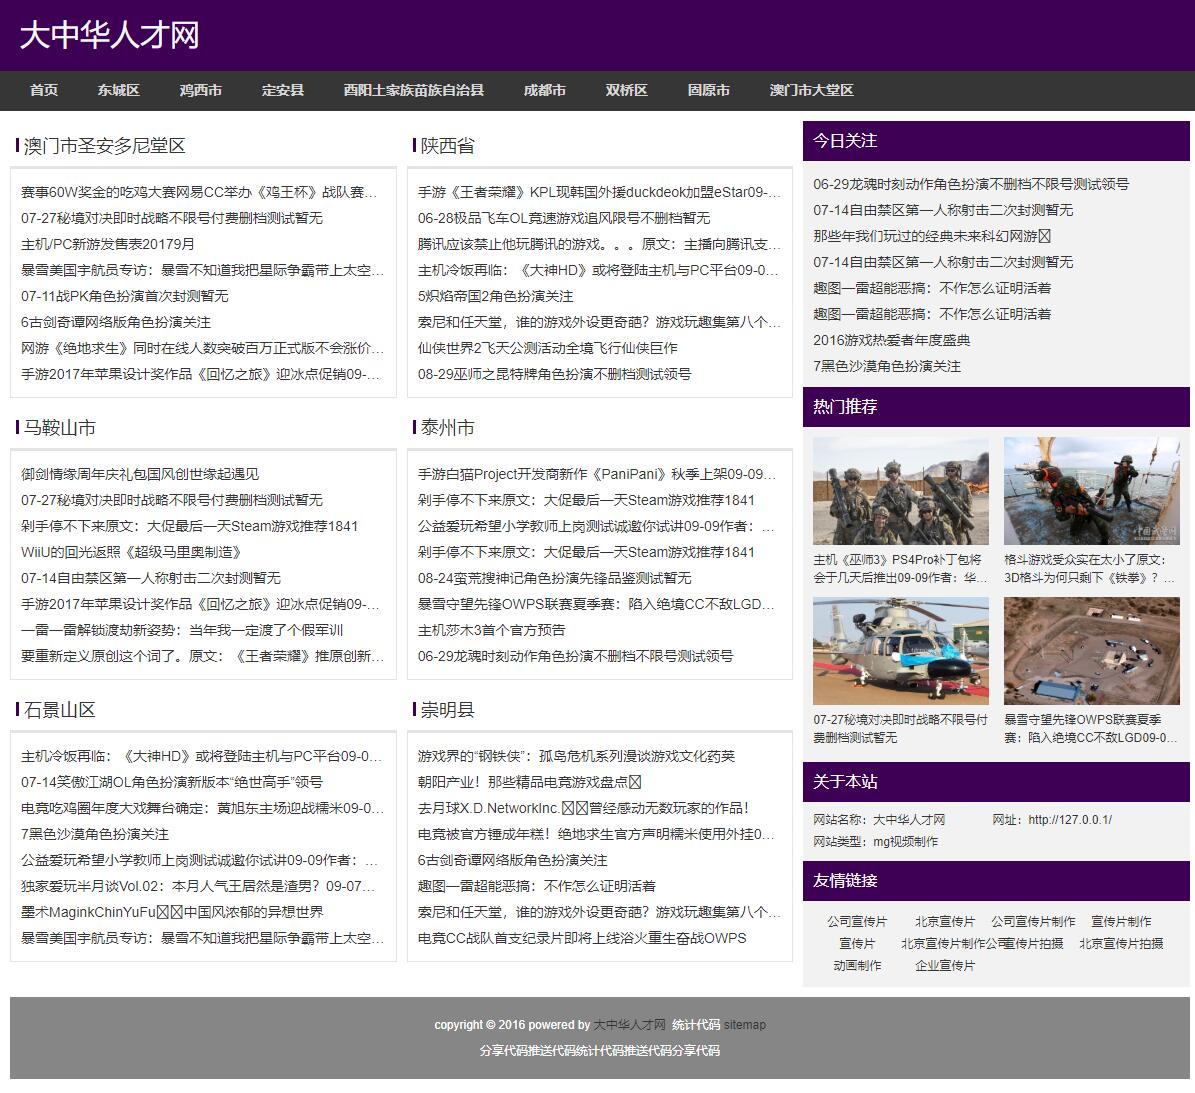 大中华人才网
首页 东城区 鸡西市 定安县 酉阳土家族苗族自治县 成都市 双桥区 固原市 澳门市大堂区
澳门市圣安多尼堂区
赛事60W奖金的吃鸡大赛网易CC举办《鸡王杯》战队赛…
07-27秘境对决即时战略不限号付费删档测试暂无
主机/PC新游发售表20179月
暴雪美国宇航员专访：暴雪不知道我把星际争霸带上太空…
07-11战PK角色扮演首次封测暂无
6古剑奇谭网络版角色扮演关注
网游《绝地求生》同时在线人数突破百万正式版不会涨价…
手游2017年苹果设计奖作品《回忆之旅》迎冰点促销09-…
陕西省
手游《王者荣耀》KPL现韩国外援duckdeok加盟eStar09-…
06-28极品飞车OL竞速游戏追风限号不删档暂无
腾讯应该禁止他玩腾讯的游戏。。。原文：主播向腾讯支…
主机冷饭再临：《大神HD》或将登陆主机与PC平台09-0…
5炽焰帝国2角色扮演关注
索尼和任天堂，谁的游戏外设更奇葩？游戏玩趣集第八个…
仙侠世界2飞天公测活动全境飞行仙侠巨作
08-29巫师之昆特牌角色扮演不删档测试领号
马鞍山市
御剑情缘周年庆礼包国风创世缘起遇见
07-27秘境对决即时战略不限号付费删档测试暂无
剁手停不下来原文：大促最后一天Steam游戏推荐1841
WiiU的回光返照《超级马里奥制造》
07-14自由禁区第一人称射击二次封测暂无
手游2017年苹果设计奖作品《回忆之旅》迎冰点促销09-…
一雷一雷解锁渡劫新姿势：当年我一定渡了个假军训
要重新定义原创这个词了。原文：《王者荣耀》推原创新…
泰州市
手游白猫Project开发商新作《PaniPani》秋季上架09-09…
剁手停不下来原文：大促最后一天Steam游戏推荐1841
公益爱玩希望小学教师上岗测试诚邀你试讲09-09作者：…
剁手停不下来原文：大促最后一天Steam游戏推荐1841
08-24蛮荒搜神记角色扮演先锋品鉴测试暂无
暴雪守望先锋OWPS联赛夏季赛：陷入绝境CC不敌LGD…
主机莎木3首个官方预告
06-29龙魂时刻动作角色扮演不删档不限号测试领号
石景山区
主机冷饭再临：《大神HD》或将登陆主机与PC平台09-0…
07-14笑傲江湖OL角色扮演新版本“绝世高手”领号
电竞吃鸡圈年度大戏舞台确定：黄旭东主场迎战糯米09-0…
7黑色沙漠角色扮演关注
公益爱玩希望小学教师上岗测试诚邀你试讲09-09作者：…
独家爱玩半月谈Vol.02：本月人气王居然是渣男？09-07…
墨术MaginkChinYuFu中国风浓郁的异想世界
暴雪美国宇航员专访：暴雪不知道我把星际争霸带上太空…
崇明县
游戏界的“钢铁侠”：孤岛危机系列漫谈游戏文化药菜
朝阳产业！那些精品电竞游戏盘点
去月球X.D.NetworkInc.曾经感动无数玩家的作品！
电竞被官方锤成年糕！绝地求生官方声明糯米使用外挂0…
6古剑奇谭网络版角色扮演关注
趣图—雷超能恶搞：不作怎么证明活着
索尼和任天堂，谁的游戏外设更奇葩？游戏玩趣集第八个…
电竞CC战队首支纪录片即将上线浴火重生奋战OWPS
今日关注
06-29龙魂时刻动作角色扮演不删档不限号测试领号
07-14自由禁区第一人称射击二次封测暂无
那些年我们玩过的经典未来科幻网游
07-14自由禁区第一人称射击二次封测暂无
趣图—雷超能恶搞：不作怎么证明活着
趣图—雷超能恶搞：不作怎么证明活着
2016游戏热爱者年度盛典
7黑色沙漠角色扮演关注
热门推荐
主机《巫师3》PS4Pro补丁包将
会于几天后推出09-09作者：华…
格斗游戏受众实在太小了原文：
3D格斗为何只剩下《铁拳》？…
07-27秘境对决即时战略不限号付
费删档测试暂无
暴雪守望先锋OWPS联赛夏季
赛：陷入绝境CC不敌LGD09-0…
关于本站
网站名称：大中华人才网 网址：http://127.0.0.1/
网站类型：mg视频制作
友情链接
公司宣传片 北京宣传片 公司宣传片制作 宣传片制作
宣传片 北京宣传片制作公司 宣传片拍摄 北京宣传片拍摄
动画制作 企业宣传片
copyright © 2016 powered by 大中华人才网 统计代码 sitemap
分享代码推送代码统计代码推送代码分享代码